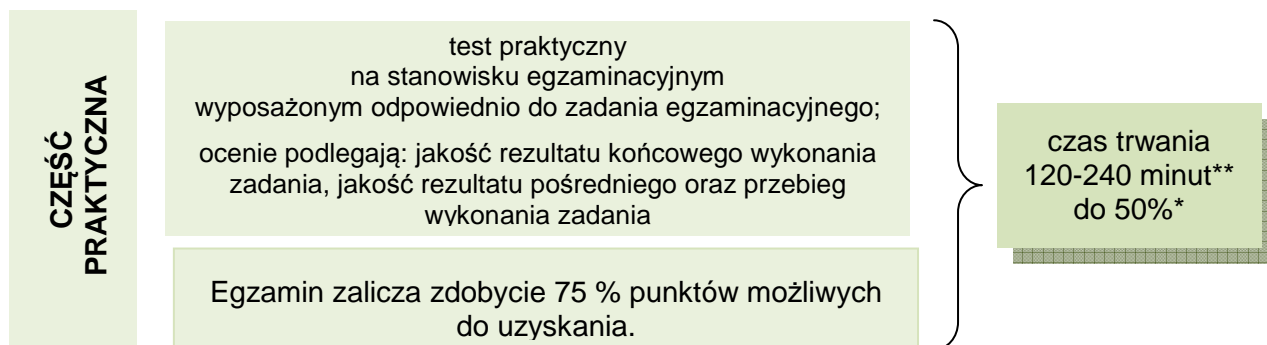 CZĘŚĆ
PRAKTYCZNA
test praktyczny
na stanowisku egzaminacyjnym
wyposażonym odpowiednio do zadania egzaminacyjnego;
ocenie podlegają: jakość rezultatu końcowego wykonania
zadania, jakość rezultatu pośredniego oraz przebieg
wykonania zadania
Egzamin zalicza zdobycie 75 % punktów możliwych
do uzyskania.
czas trwania
120-240 minut**
do 50%*